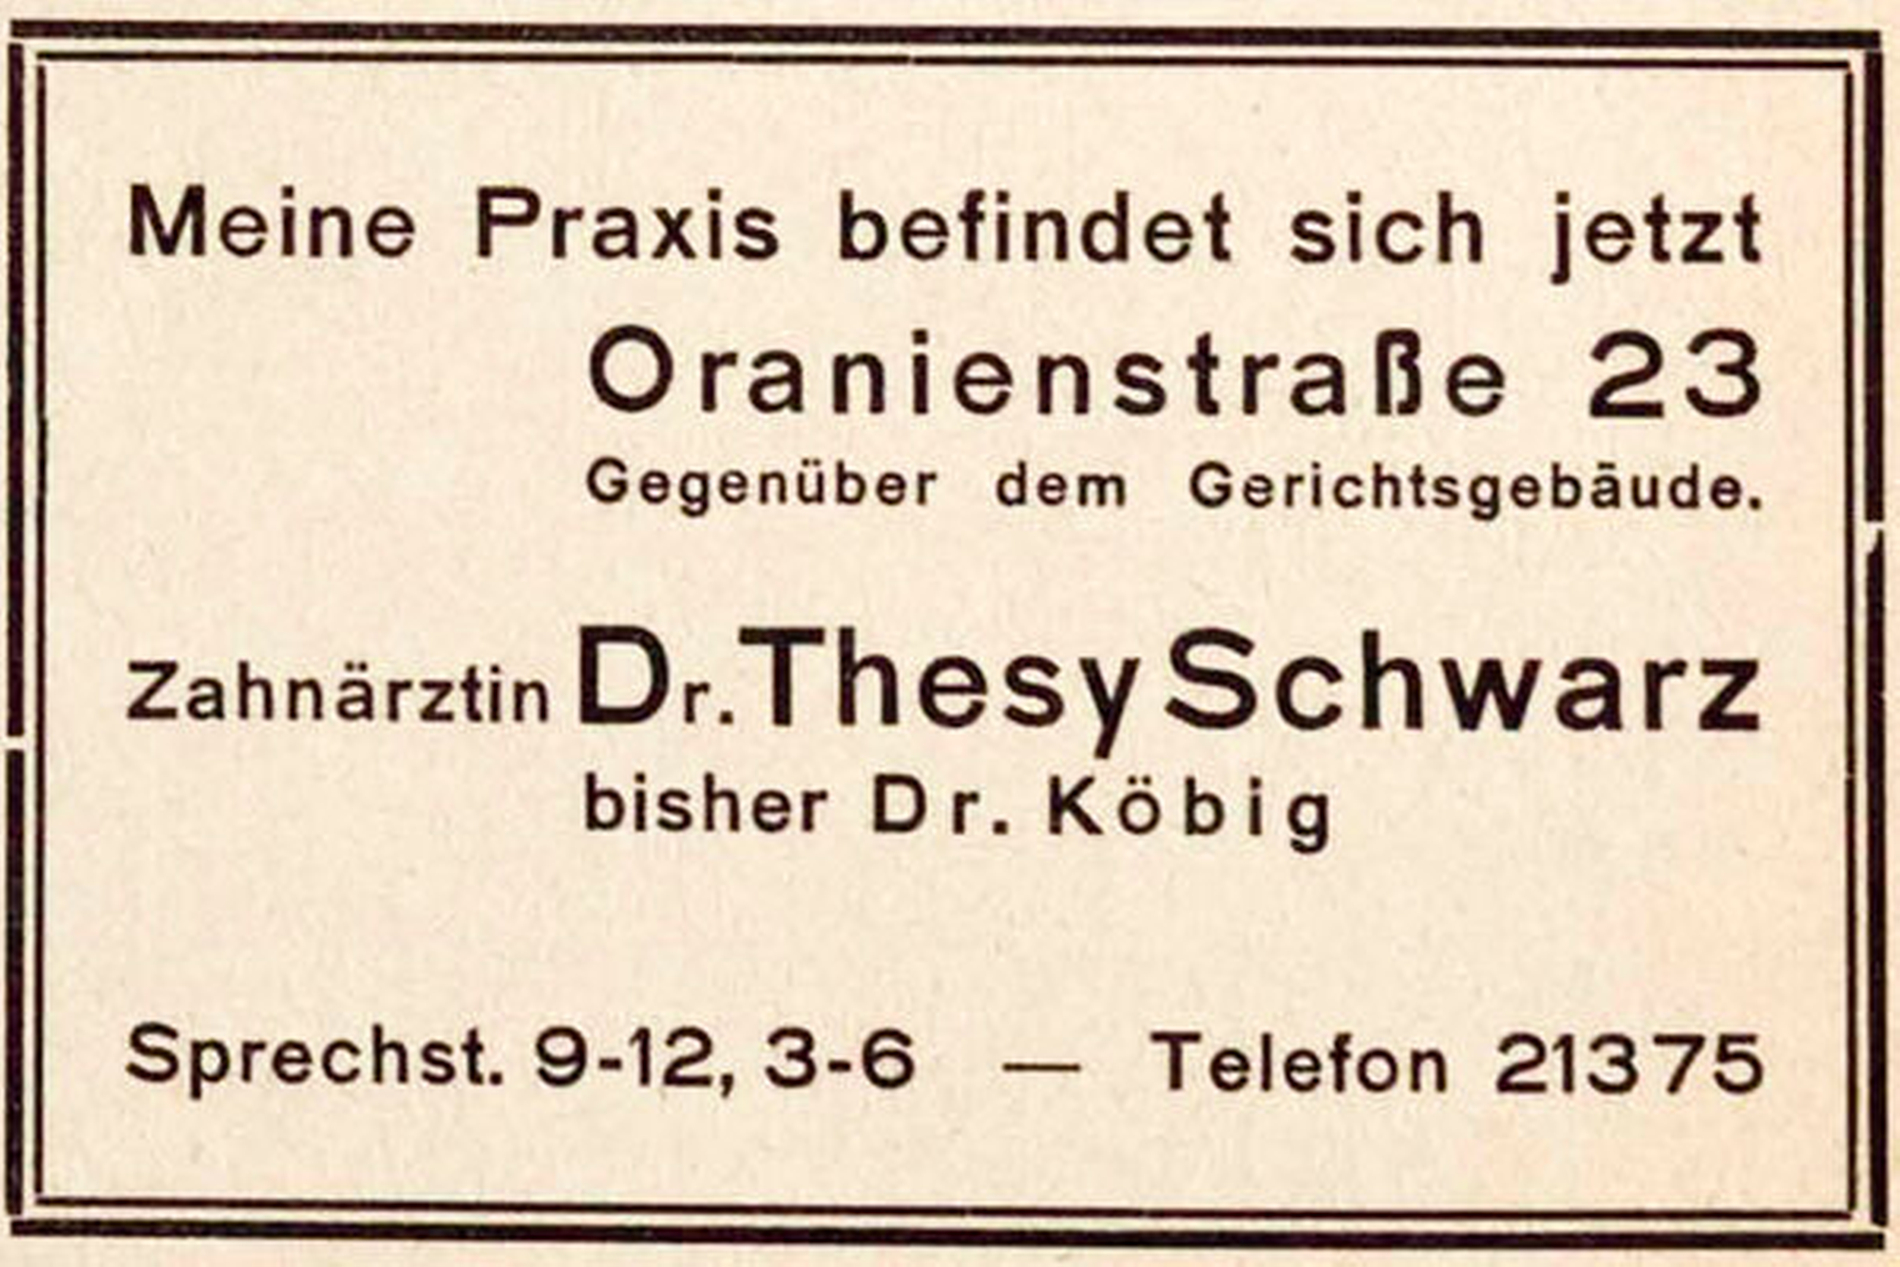 Meine Praxis befindet sich jetzt
Oranienstraße 23
Gegenüber dem Gerichtsgebäude.
Zahnärztin Dr. Thesy Schwarz
bisher Dr. Köbig
Sprechst. 9-12, 3-6 — Telefon 21375